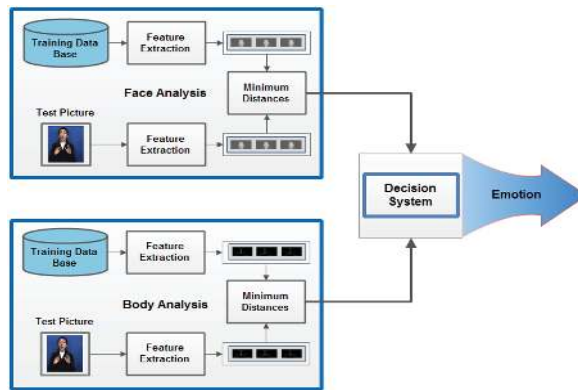 Training Data
Base
Feature
Extraction
Face Analysis
Minimum
Distances
Test Picture
Feature
Extraction
Decision
System
Emotion
Training Data
Base
Feature
Extraction
Body Analysis
Minimum
Distances
Test Picture
Feature
Extraction